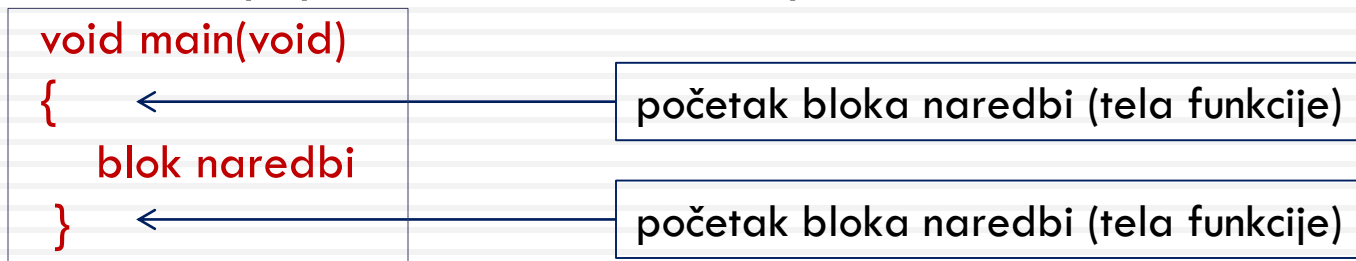 void main(void)
{
početak bloka naredbi (tela funkcije)
blok naredbi
}
početak bloka naredbi (tela funkcije)